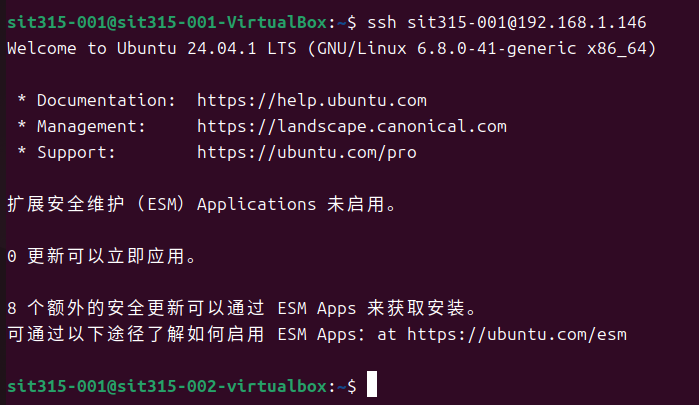 sit315-001@sit315-001-VirtualBox:~$ ssh sit315-001@192.168.1.146
Welcome to Ubuntu 24.04.1 LTS (GNU/Linux 6.8.0-41-generic x86_64)
* Documentation:  https://help.ubuntu.com
* Management:     https://landscape.canonical.com
* Support:        https://ubuntu.com/pro
扩展安全维护（ESM）Applications 未启用。
0 更新可以立即应用。
8 个额外的安全更新可以通过 ESM Apps 来获取安装。
可通过以下途径了解如何启用 ESM Apps：at https://ubuntu.com/esm
sit315-001@sit315-002-virtualbox:~$